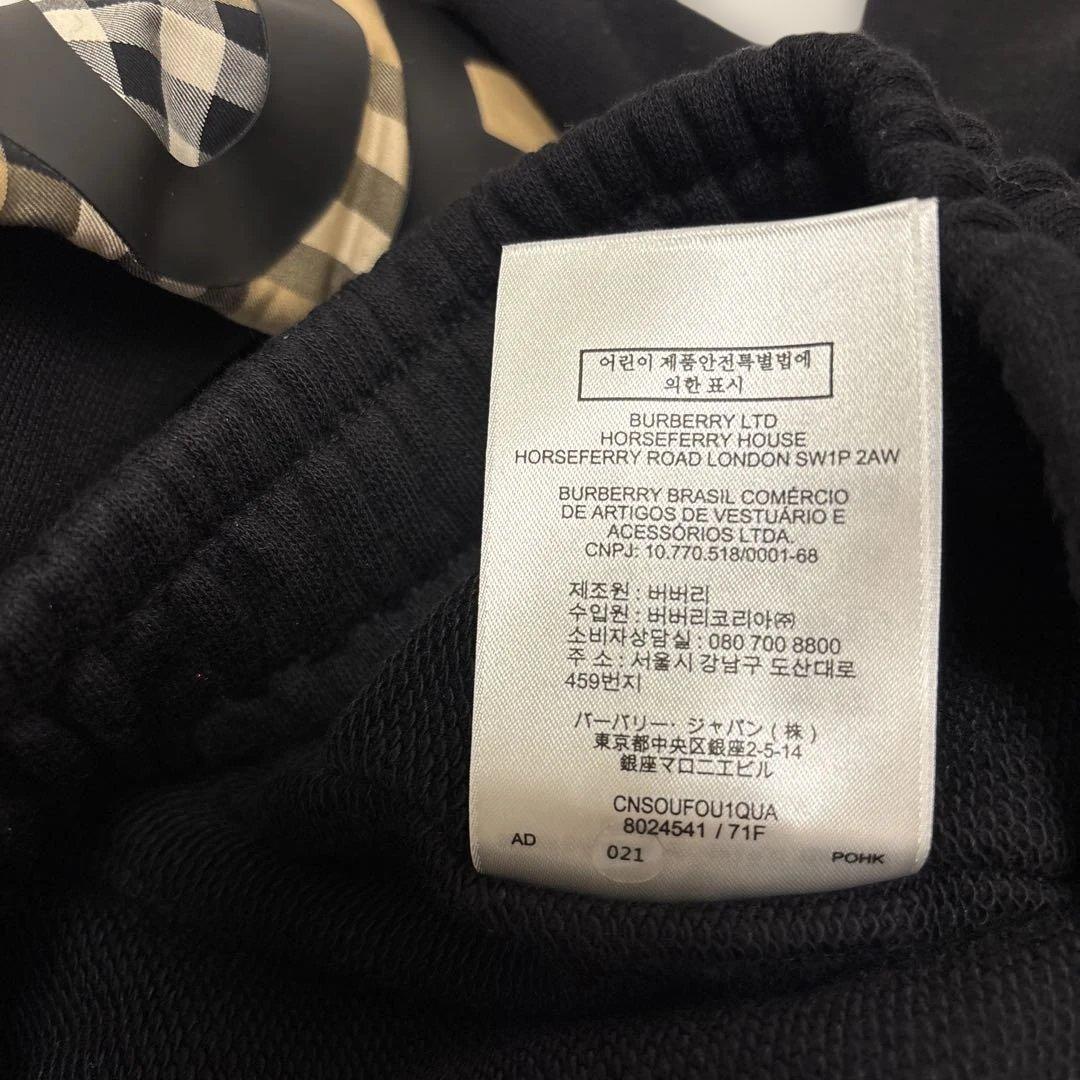 어린이 제품안전특별법에
의한 표시
BURBERRY LTD
HORSEFERRY HOUSE
HORSEFERRY ROAD LONDON SW1P 2AW
BURBERRY BRASIL COMÉRCIO
DE ARTIGOS DE VESTUÁRIO E
ACESSÓRIOS LTDA.
CNPJ: 10.770.518/0001-68
제조원 : 버버리
수입원 : 버버리코리아㈜
소비자상담실 : 080 700 8800
주 소 : 서울시 강남구 도산대로
459번지
バーバリー・ジャパン(株)
東京都中央区銀座2-5-14
銀座マロニエビル
CNSOUFOU1QUA
8024541 / 71F
AD 021 POHK